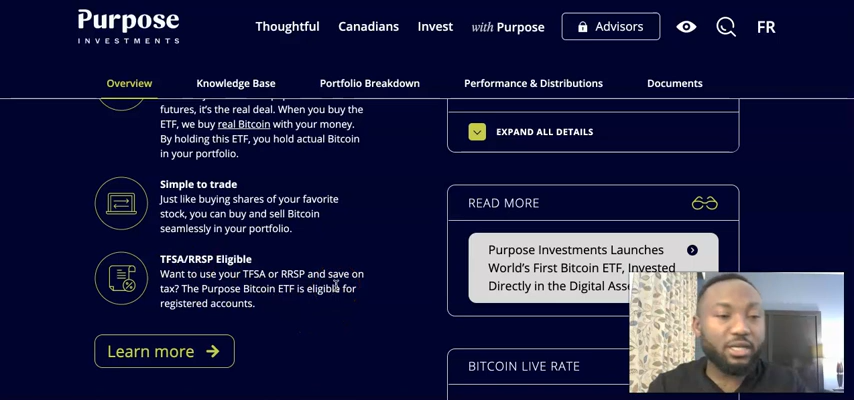 Purpose
INVESTMENTS
Thoughtful
Canadians
Invest
with Purpose
Advisors
FR
Overview
Knowledge Base
Portfolio Breakdown
Performance & Distributions
Documents
futures, it's the real deal. When you buy the
ETF, we buy real Bitcoin with your money.
By holding this ETF, you hold actual Bitcoin
in your portfolio.
Simple to trade
Just like buying shares of your favorite
stock, you can buy and sell Bitcoin
seamlessly in your portfolio.
TFSA/RRSP Eligible
Want to use your TFSA or RRSP and save on
tax? The Purpose Bitcoin ETF is eligible for
registered accounts.
Learn more
EXPAND ALL DETAILS
READ MORE
Purpose Investments Launches
World's First Bitcoin ETF, Invested
Directly in the Digital
BITCOIN LIVE RATE